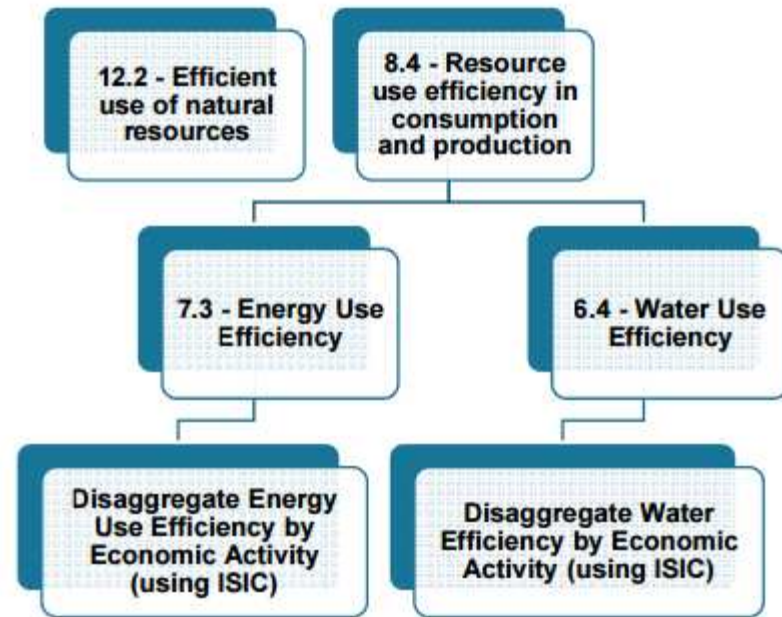 12.2 - Efficient
use of natural
resources
8.4 - Resource
use efficiency in
consumption
and production
7.3 - Energy Use
Efficiency
6.4 - Water Use
Efficiency
Disaggregate Energy
Use Efficiency by
Economic Activity
(using ISIC)
Disaggregate Water
Efficiency by Economic
Activity (using ISIC)